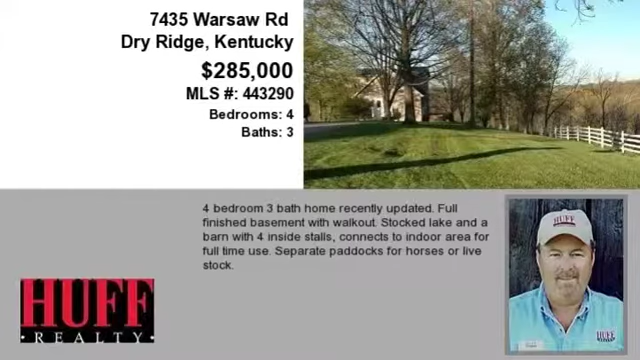 7435 Warsaw Rd
Dry Ridge, Kentucky
$285,000
MLS #: 443290
Bedrooms: 4
Baths: 3
4 bedroom 3 bath home recently updated. Full
finished basement with walkout. Stocked lake and a
barn with 4 inside stalls, connects to indoor area for
full time use. Separate paddocks for horses or live
stock.
HUFF
·REALTY·
HUFF
HUFF